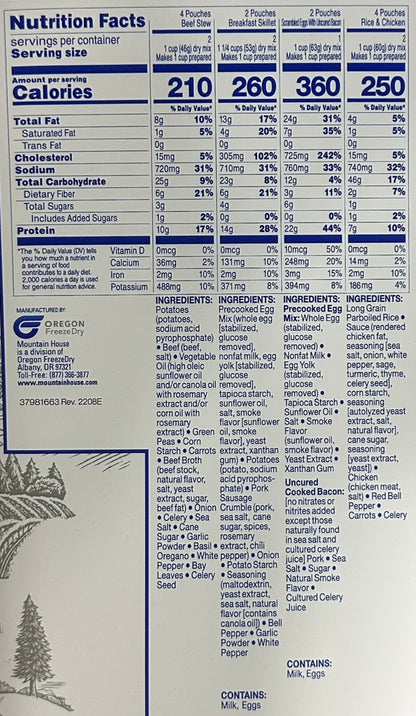 Nutrition Facts
servings per container
Serving size
4 Pouches
Beef Stew
2
1 cup (46g) dry mix
Makes 1 cup prepared
2 Pouches
Breakfast Skillet
2
1 1/4 cups (53g) dry mix
Makes 1 cup prepared
2 Pouches
Scrambled Eggs With Uncured Bacon
2
1 cup (63g) dry mix
Makes 1 cup prepared
4 Pouches
Rice & Chicken
2
1 cup (60g) dry mix
Makes 1 cup prepared
Amount per serving
Calories 210 260 360 250
% Daily Value* % Daily Value* % Daily Value* % Daily Value*
Total Fat 8g 10% 13g 17% 24g 31% 4g 5%
Saturated Fat 1g 5% 4g 20% 7g 35% 1g 5%
Trans Fat 0g 0g 0g 0g
Cholesterol 15mg 5% 305mg 102% 725mg 242% 15mg 5%
Sodium 720mg 31% 710mg 31% 760mg 33% 740mg 32%
Total Carbohydrate 25g 9% 23g 8% 12g 4% 46g 17%
Dietary Fiber 6g 21% 6g 21% 3g 11% 2g 7%
Total Sugars 3g 4g 6g 1g
Includes Added Sugars 1g 2% 0g 0% 0g 0% 1g 2%
Protein 10g 17% 14g 28% 22g 44% 7g 10%
*The % Daily Value (DV) tells
you how much a nutrient in
a serving of food
contributes to a daily diet.
2,000 calories a day is used
for general nutrition advice.
Vitamin D 0mcg 0% 0mcg 0% 10mcg 50% 0mcg 0%
Calcium 36mg 2% 131mg 10% 248mg 20% 14mg 2%
Iron 2mg 10% 2mg 10% 3mg 15% 2mg 10%
Potassium 488mg 10% 371mg 8% 394mg 8% 186mg 4%
MANUFACTURED BY:
OREGON
FreezeDry
Mountain House
is a division of
Oregon FreezeDry
Albany, OR 97321
Toll-Free: (877) 366-3877
www.mountainhouse.com
37981663 Rev. 2208E
INGREDIENTS:
Potatoes
(potatoes,
sodium acid
pyrophosphate)
• Beef (beef,
salt) • Vegetable
Oil (high oleic
sunflower oil
and/or canola oil
with rosemary
extract and/or
corn oil with
rosemary
extract) • Green
Peas • Corn
Starch • Carrots
• Beef Broth
(beef stock,
natural flavor,
salt, yeast
extract, sugar,
beef fat) • Onion
• Celery • Sea
Salt • Cane
Sugar • Garlic
Powder • Basil •
Oregano • White
Pepper • Bay
Leaves • Celery
Seed
INGREDIENTS:
Precooked Egg
Mix (whole egg
[stabilized,
glucose
removed],
nonfat milk, egg
yolk [stabilized,
glucose
removed],
tapioca starch,
sunflower oil,
salt, smoke
flavor [sunflower
oil, smoke
flavor], yeast
extract, xanthan
gum) • Potatoes
(potato, sodium
acid pyrophos-
phate) • Pork
Sausage
Crumble (pork,
sea salt, cane
sugar, spices,
rosemary
extract, chili
pepper) • Onion
• Potato Starch
• Seasoning
(maltodextrin,
yeast extract,
sea salt, natural
flavor [contains
canola oil]) • Bell
Pepper • Garlic
Powder • White
Pepper
CONTAINS:
Milk, Eggs
INGREDIENTS:
Precooked Egg
Mix: Whole Egg
(stabilized,
glucose
removed) •
Nonfat Milk •
Egg Yolk
(stabilized,
glucose
removed) •
Tapioca Starch •
Sunflower Oil •
Salt • Smoke
Flavor
(sunflower oil,
smoke flavor) •
Yeast Extract •
Xanthan Gum
Uncured
Cooked Bacon:
[no nitrates or
nitrites added
except those
naturally found
in sea salt and
cultured celery
juice] Pork • Sea
Salt • Sugar •
Natural Smoke
Flavor •
Cultured Celery
Juice
CONTAINS:
Milk, Eggs
INGREDIENTS:
Long Grain
Parboiled Rice •
Sauce (rendered
chicken fat,
seasoning [sea
salt, onion, white
pepper, sage,
turmeric, thyme,
celery seed],
corn starch,
seasoning
[autolyzed yeast
extract, salt,
natural flavor],
cane sugar,
seasoning
[yeast extract,
yeast]) •
Chicken
(chicken meat,
salt) • Red Bell
Pepper •
Carrots • Celery